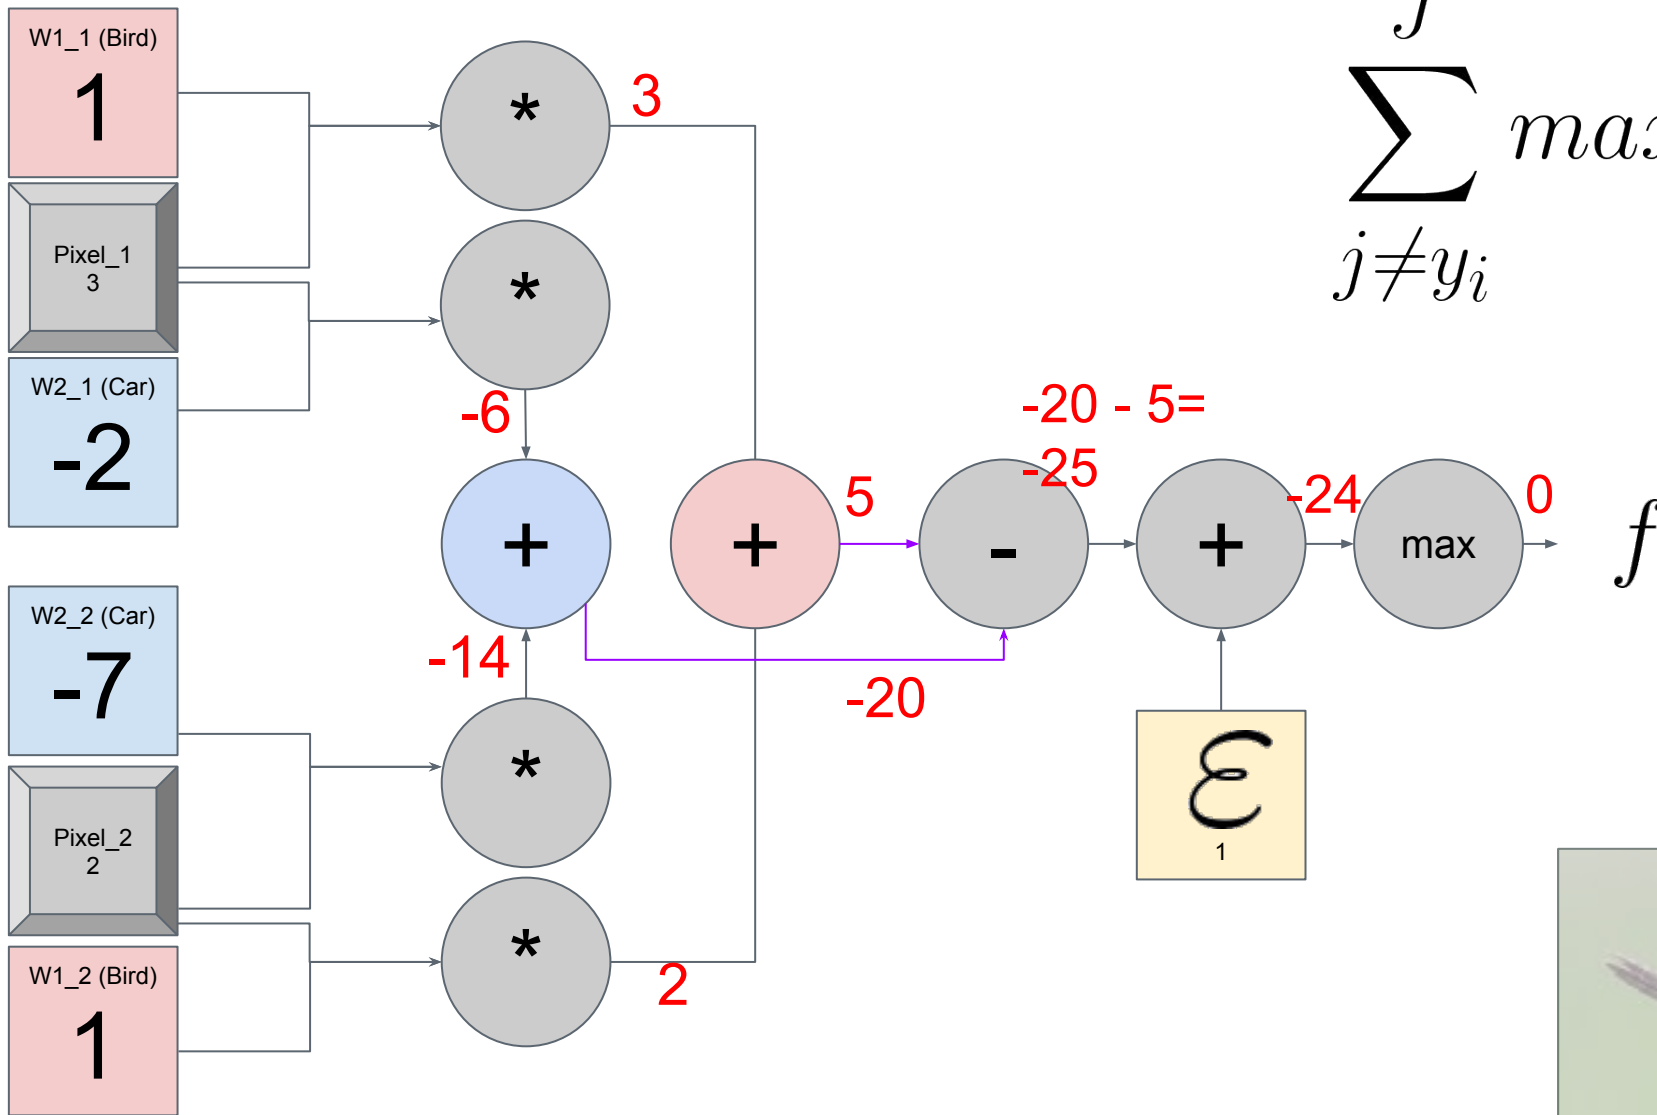 W1_1 (Bird)
1
Pixel_1
3
W2_1 (Car)
-2
W2_2 (Car)
-7
Pixel_2
2
W1_2 (Bird)
1
*
3
*
-6
+
-14
*
*
2
+
5
-20
-20 - 5=
-25
-
+
-24
max
0
ℰ
1
∑
j≠yi
f